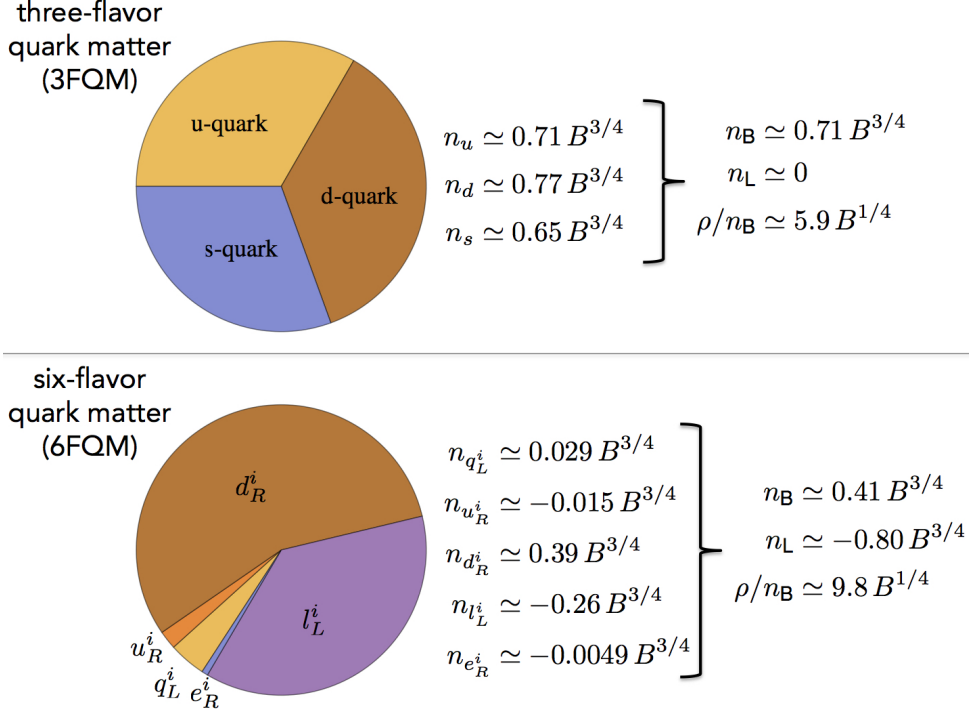 three-flavor
quark matter
(3FQM)
u-quark
d-quark
s-quark
n_u ≃ 0.71 B^{3/4}
n_d ≃ 0.77 B^{3/4}
n_s ≃ 0.65 B^{3/4}
n_B ≃ 0.71 B^{3/4}
n_L ≃ 0
ρ/n_B ≃ 5.9 B^{1/4}
six-flavor
quark matter
(6FQM)
d_R^i
l_L^i
u_R^i
q_L^i
e_R^i
n_{q_L^i} ≃ 0.029 B^{3/4}
n_{u_R^i} ≃ −0.015 B^{3/4}
n_{d_R^i} ≃ 0.39 B^{3/4}
n_{l_L^i} ≃ −0.26 B^{3/4}
n_{e_R^i} ≃ −0.0049 B^{3/4}
n_B ≃ 0.41 B^{3/4}
n_L ≃ −0.80 B^{3/4}
ρ/n_B ≃ 9.8 B^{1/4}